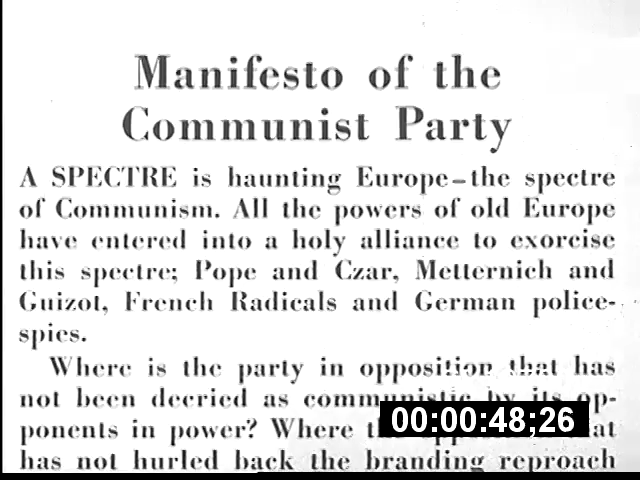 Manifesto of the
Communist Party
A SPECTRE is haunting Europe–the spectre
of Communism. All the powers of old Europe
have entered into a holy alliance to exorcise
this spectre; Pope and Czar, Metternich and
Guizot, French Radicals and German police-
spies.
Where is the party in opposition that has
not been decried as communistic by its op-
ponents in power? Where
has not hurled back the branding reproach
00:00:48;26